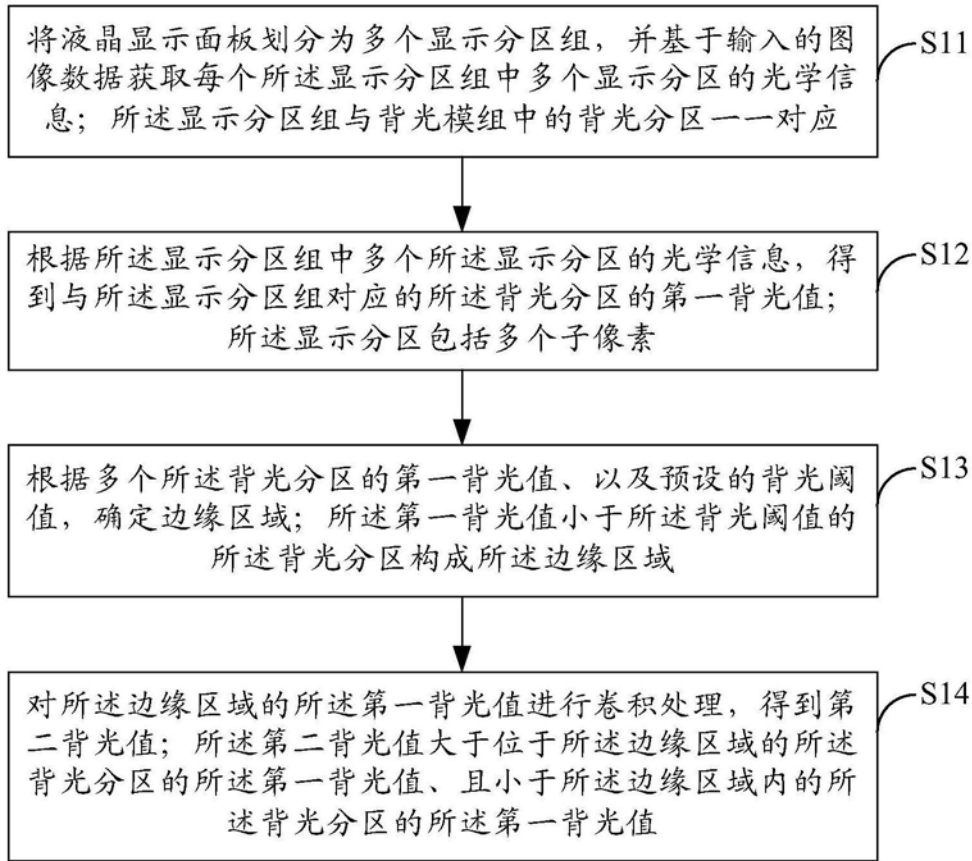 将液晶显示面板划分为多个显示分区组，并基于输入的图
像数据获取每个所述显示分区组中多个显示分区的光学信
息；所述显示分区组与背光模组中的背光分区一一对应
S11
根据所述显示分区组中多个所述显示分区的光学信息，得
到与所述显示分区组对应的所述背光分区的第一背光值；
所述显示分区包括多个子像素
S12
根据多个所述背光分区的第一背光值、以及预设的背光阈
值，确定边缘区域；所述第一背光值小于所述背光阈值的
所述背光分区构成所述边缘区域
S13
对所述边缘区域的所述第一背光值进行卷积处理，得到第
二背光值；所述第二背光值大于位于所述边缘区域的所述
背光分区的所述第一背光值、且小于所述边缘区域内的所
述背光分区的所述第一背光值
S14